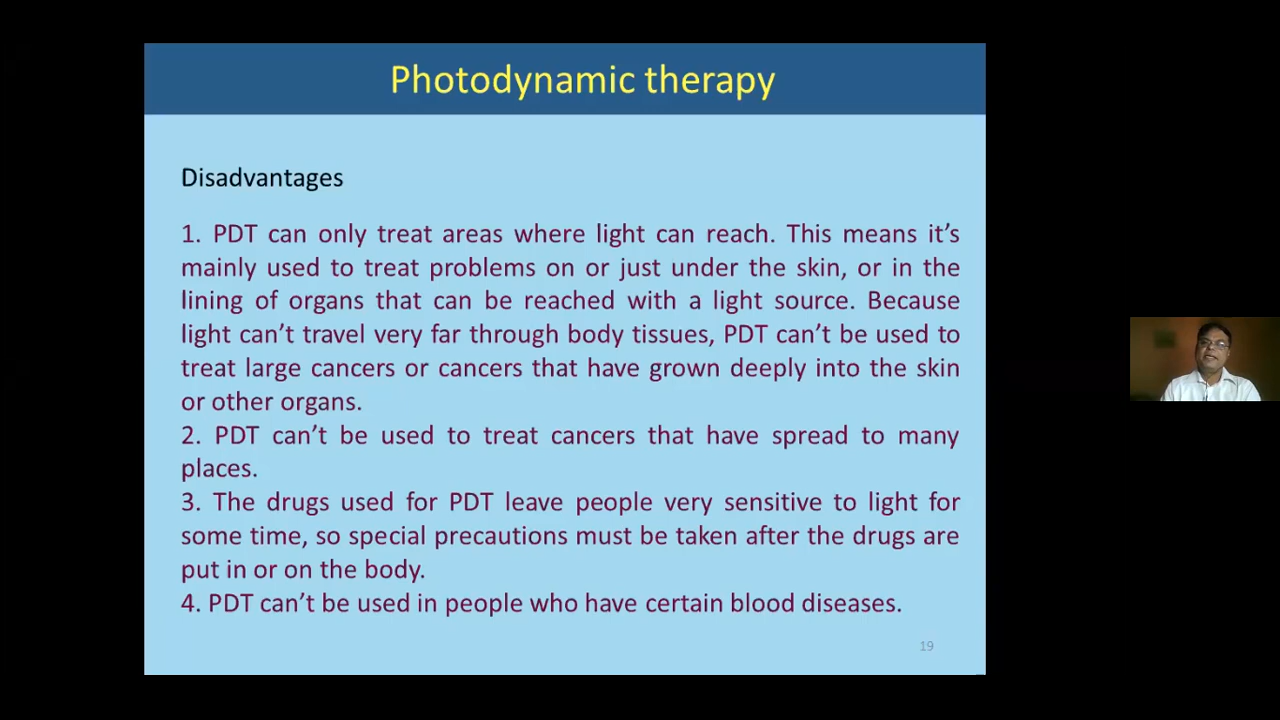 Photodynamic therapy
Disadvantages
1. PDT can only treat areas where light can reach. This means it’s
mainly used to treat problems on or just under the skin, or in the
lining of organs that can be reached with a light source. Because
light can’t travel very far through body tissues, PDT can’t be used to
treat large cancers or cancers that have grown deeply into the skin
or other organs.
2. PDT can’t be used to treat cancers that have spread to many
places.
3. The drugs used for PDT leave people very sensitive to light for
some time, so special precautions must be taken after the drugs are
put in or on the body.
4. PDT can’t be used in people who have certain blood diseases.
19